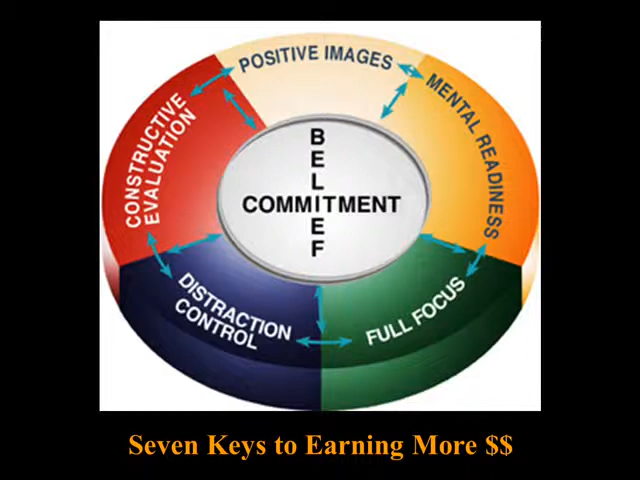 POSITIVE IMAGES
MENTAL READINESS
CONSTRUCTIVE
EVALUATION
BELIEF
COMMITMENT
DISTRACTION
CONTROL
FULL FOCUS
Seven Keys to Earning More $$